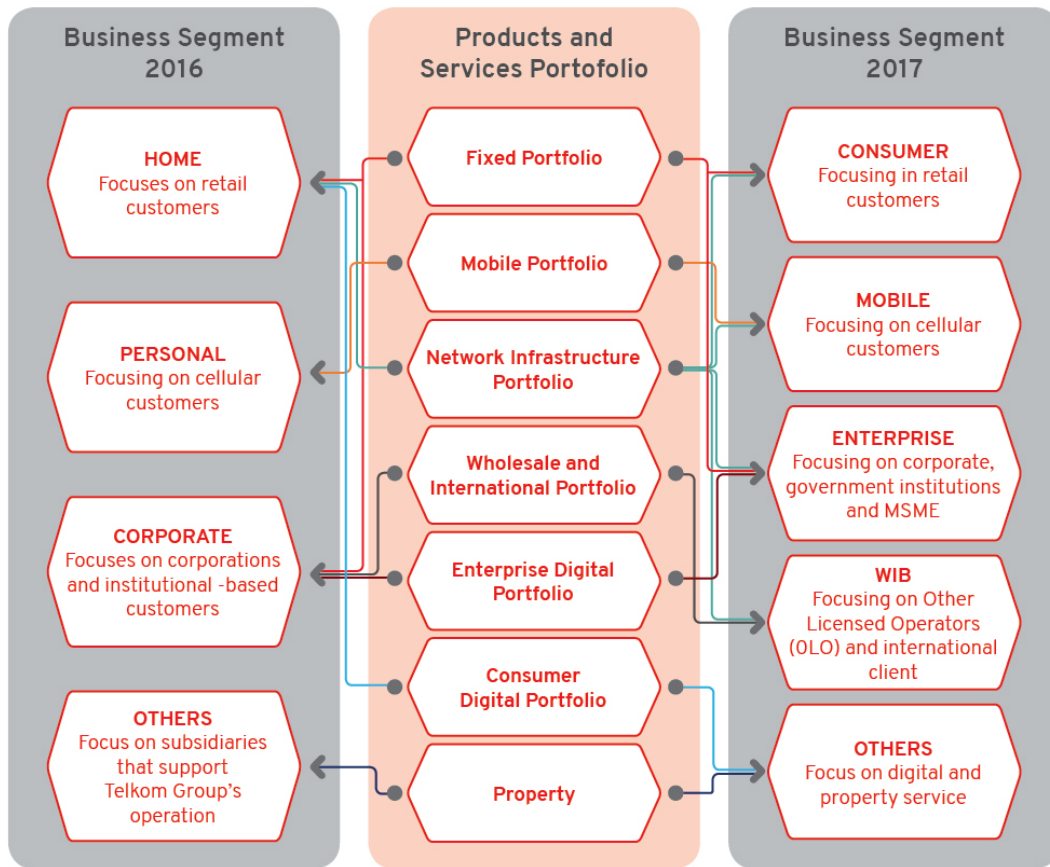 Business Segment
2016
HOME
Focuses on retail
customers
PERSONAL
Focusing on cellular
customers
CORPORATE
Focuses on corporations
and institutional -based
customers
OTHERS
Focus on subsidiaries
that support
Telkom Group's
operation
Products and
Services Portofolio
Fixed Portfolio
Mobile Portfolio
Network Infrastructure
Portfolio
Wholesale and
International Portfolio
Enterprise Digital
Portfolio
Consumer
Digital Portfolio
Property
Business Segment
2017
CONSUMER
Focusing in retail
customers
MOBILE
Focusing on cellular
customers
ENTERPRISE
Focusing on corporate,
government institutions
and MSME
WIB
Focusing on Other
Licensed Operators
(OLO) and international
client
OTHERS
Focus on digital and
property service